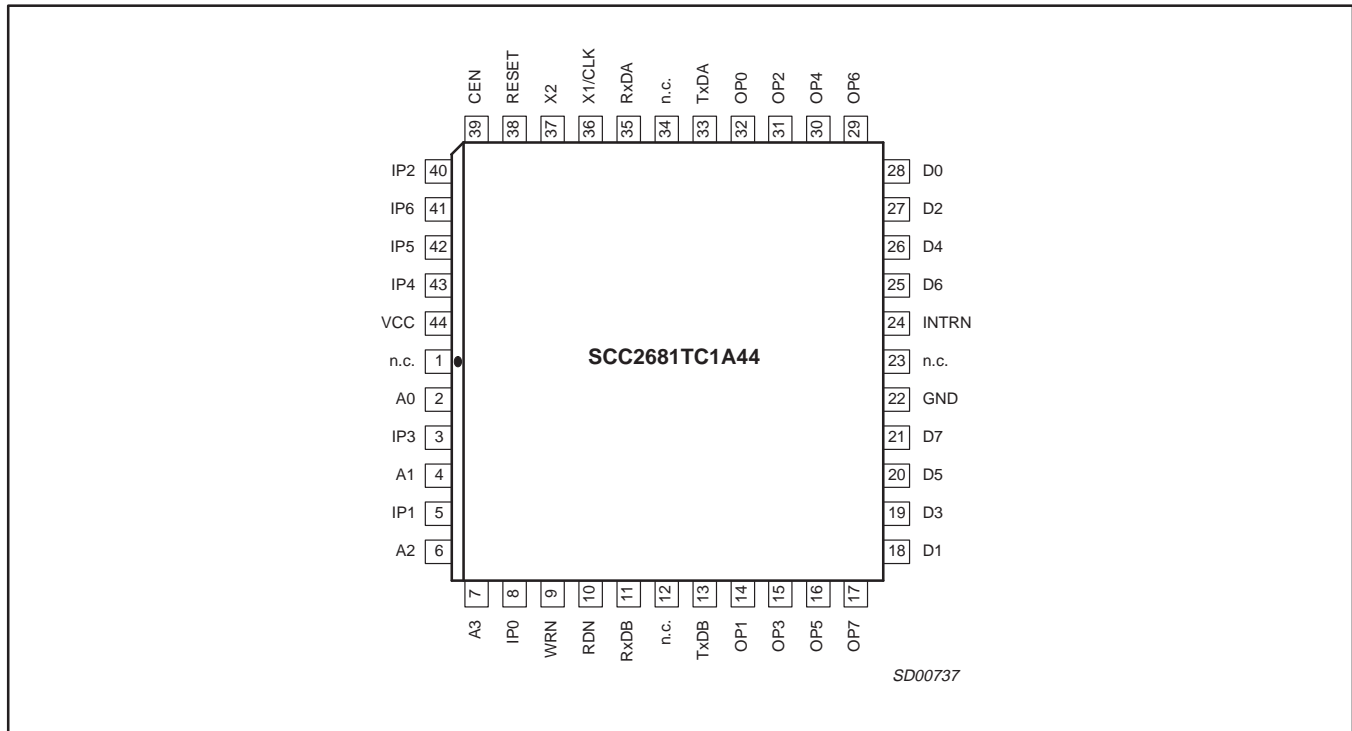 CEN RESET X2 X1/CLK RxDA n.c. TxDA OP0 OP2 OP4 OP6
39 38 37 36 35 34 33 32 31 30 29
IP2 40 28 D0
IP6 41 27 D2
IP5 42 26 D4
IP4 43 25 D6
VCC 44 24 INTRN
SCC2681TC1A44
n.c. 1 23 n.c.
A0 2 22 GND
IP3 3 21 D7
A1 4 20 D5
IP1 5 19 D3
A2 6 18 D1
7 8 9 10 11 12 13 14 15 16 17
A3 IP0 WRN RDN RxDB n.c. TxDB OP1 OP3 OP5 OP7
SD00737